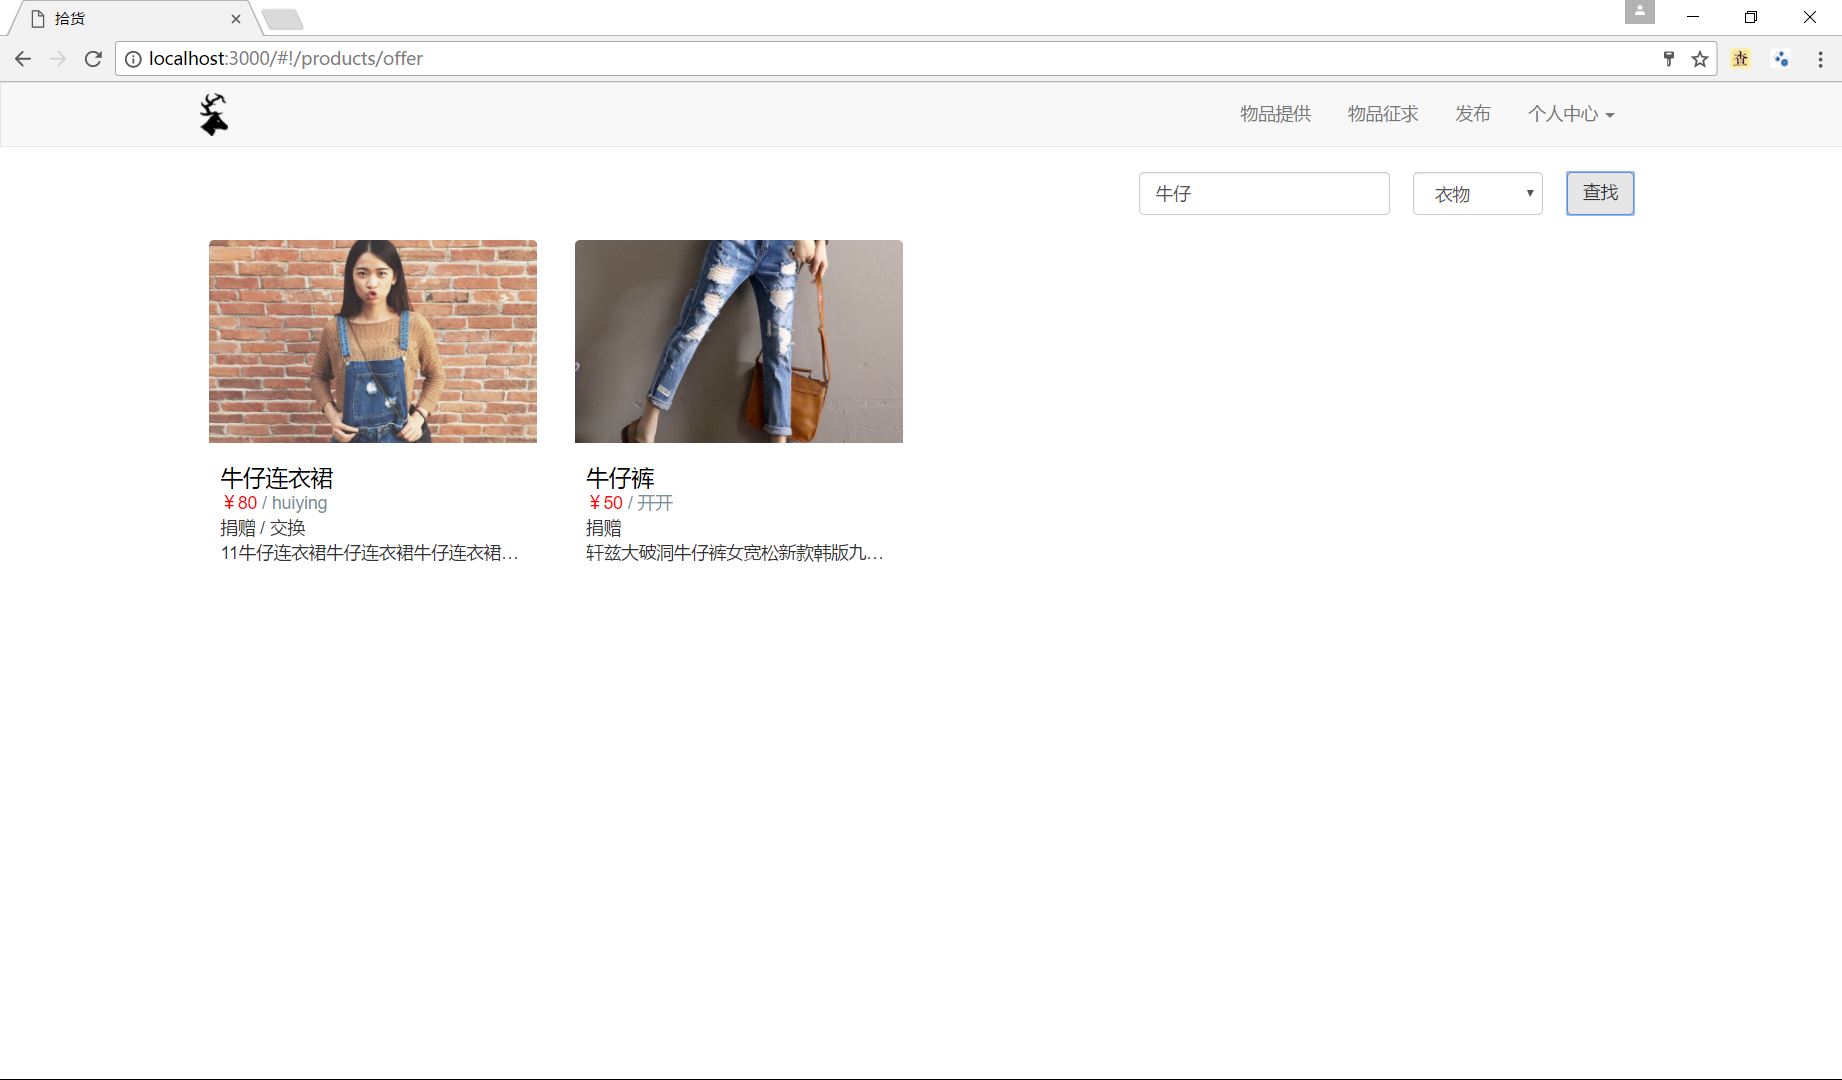 拾货
localhost:3000/#!/products/offer
查
物品提供 物品征求 发布 个人中心
牛仔 衣物 查找
牛仔连衣裙
￥80 / huiying
捐赠 / 交换
11牛仔连衣裙牛仔连衣裙牛仔连衣裙…
牛仔裤
￥50 / 开开
捐赠
轩兹大破洞牛仔裤女宽松新款韩版九…